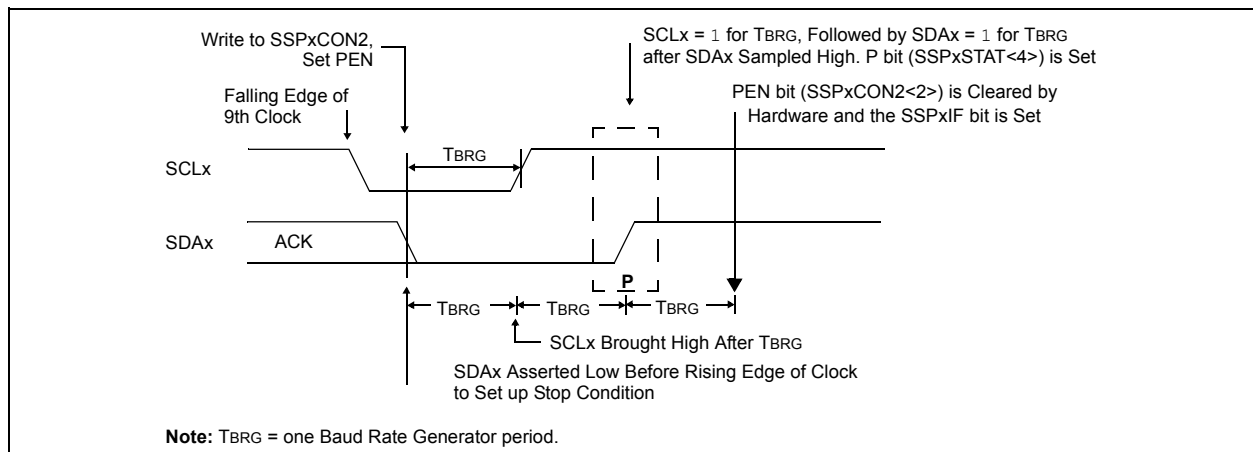 Write to SSPxCON2,
Set PEN
SCLx = 1 for TBRG, Followed by SDAx = 1 for TBRG
after SDAx Sampled High. P bit (SSPxSTAT<4>) is Set
PEN bit (SSPxCON2<2>) is Cleared by
Hardware and the SSPxIF bit is Set
Falling Edge of
9th Clock
SCLx
TBRG
SDAx
ACK
P
TBRG
TBRG
TBRG
SCLx Brought High After TBRG
SDAx Asserted Low Before Rising Edge of Clock
to Set up Stop Condition
Note: TBRG = one Baud Rate Generator period.